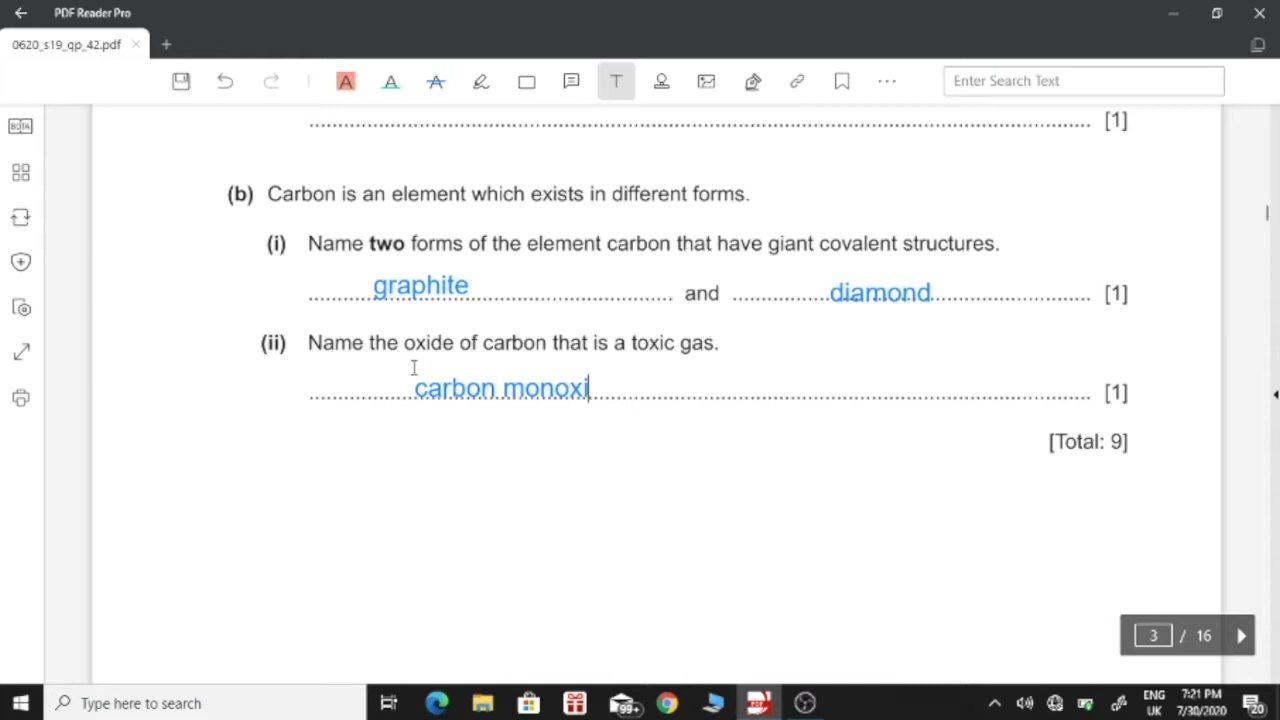 PDF Reader Pro
0620_s19_qp_42.pdf
Enter Search Text
BOTA
[1]
(b) Carbon is an element which exists in different forms.
(i) Name two forms of the element carbon that have giant covalent structures.
graphite and diamond [1]
(ii) Name the oxide of carbon that is a toxic gas.
carbon monoxi [1]
[Total: 9]
3 / 16
Type here to search
99+
ENG
UK
7:21 PM
7/30/2020
20